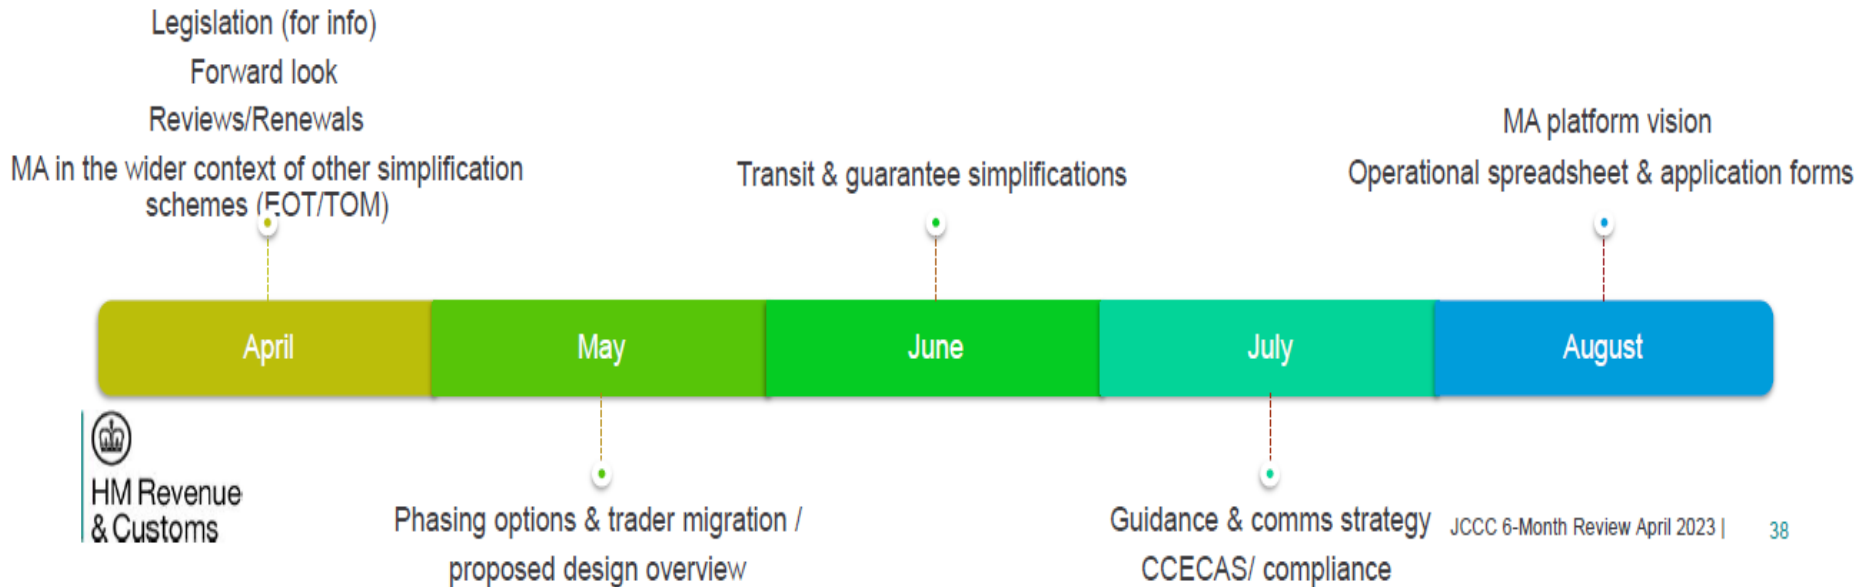 Legislation (for info)
Forward look
Reviews/Renewals
MA in the wider context of other simplification
schemes (EOT/TOM)
Transit & guarantee simplifications
MA platform vision
Operational spreadsheet & application forms
April
May
June
July
August
HM Revenue
& Customs
Phasing options & trader migration /
proposed design overview
Guidance & comms strategy
CCECAS/ compliance
JCCC 6-Month Review April 2023 | 38